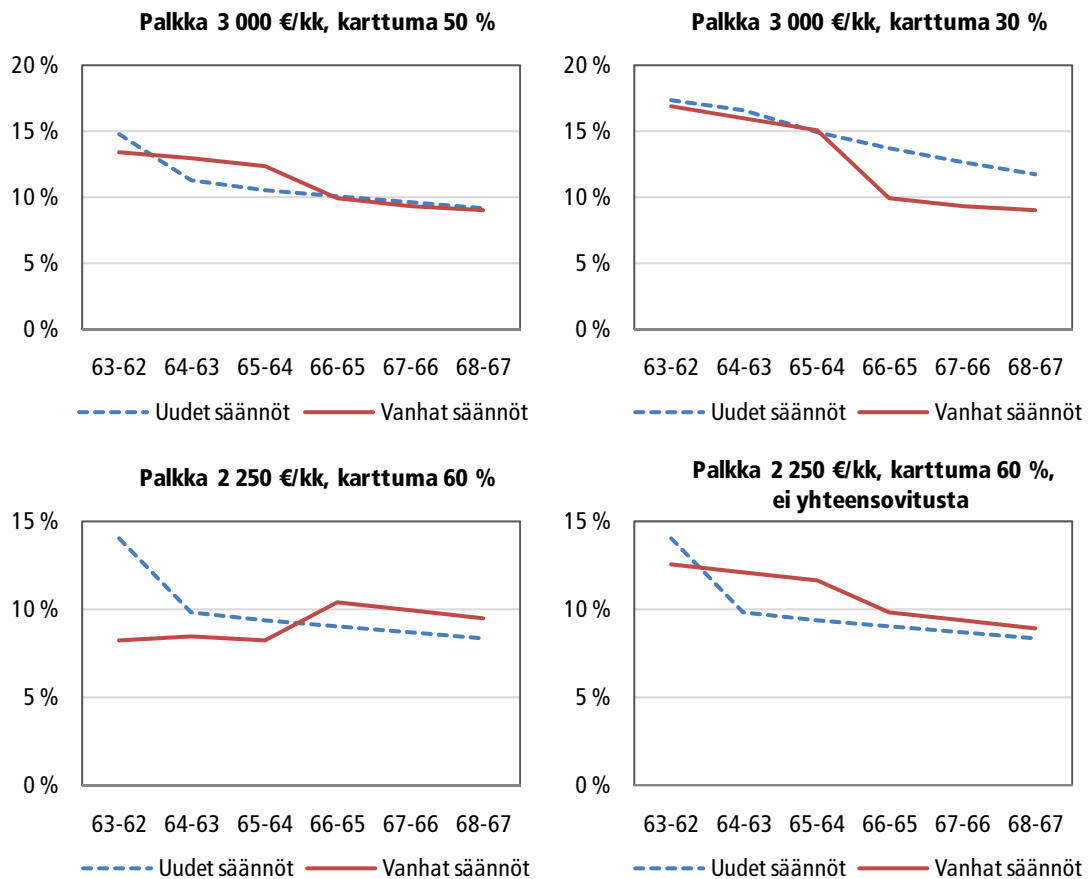 Palkka 3 000 €/kk, karttuma 50 %
20 %
15 %
10 %
5 %
0 %
63-62 64-63 65-64 66-65 67-66 68-67
Uudet säännöt Vanhat säännöt
Palkka 3 000 €/kk, karttuma 30 %
20 %
15 %
10 %
5 %
0 %
63-62 64-63 65-64 66-65 67-66 68-67
Uudet säännöt Vanhat säännöt
Palkka 2 250 €/kk, karttuma 60 %
15 %
10 %
5 %
0 %
63-62 64-63 65-64 66-65 67-66 68-67
Uudet säännöt Vanhat säännöt
Palkka 2 250 €/kk, karttuma 60 %,
ei yhteensovitusta
15 %
10 %
5 %
0 %
63-62 64-63 65-64 66-65 67-66 68-67
Uudet säännöt Vanhat säännöt